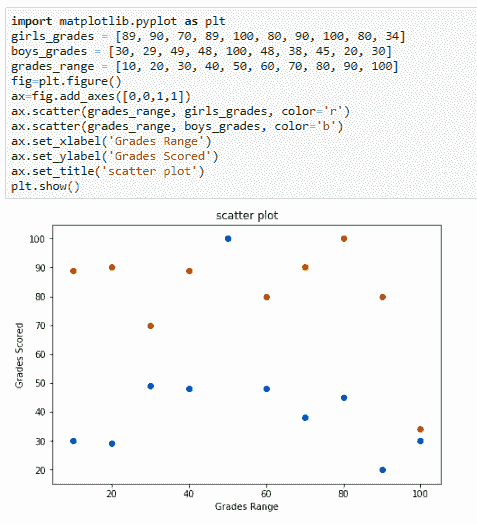 import matplotlib.pyplot as plt
girls_grades = [89, 90, 70, 89, 100, 80, 90, 100, 80, 34]
boys_grades = [30, 29, 49, 48, 100, 48, 38, 45, 20, 30]
grades_range = [10, 20, 30, 40, 50, 60, 70, 80, 90, 100]
fig=plt.figure()
ax=fig.add_axes([0,0,1,1])
ax.scatter(grades_range, girls_grades, color='r')
ax.scatter(grades_range, boys_grades, color='b')
ax.set_xlabel('Grades Range')
ax.set_ylabel('Grades Scored')
ax.set_title('scatter plot')
plt.show()
scatter plot
Grades Scored
100
90
80
70
60
50
40
30
20
20 40 60 80 100
Grades Range